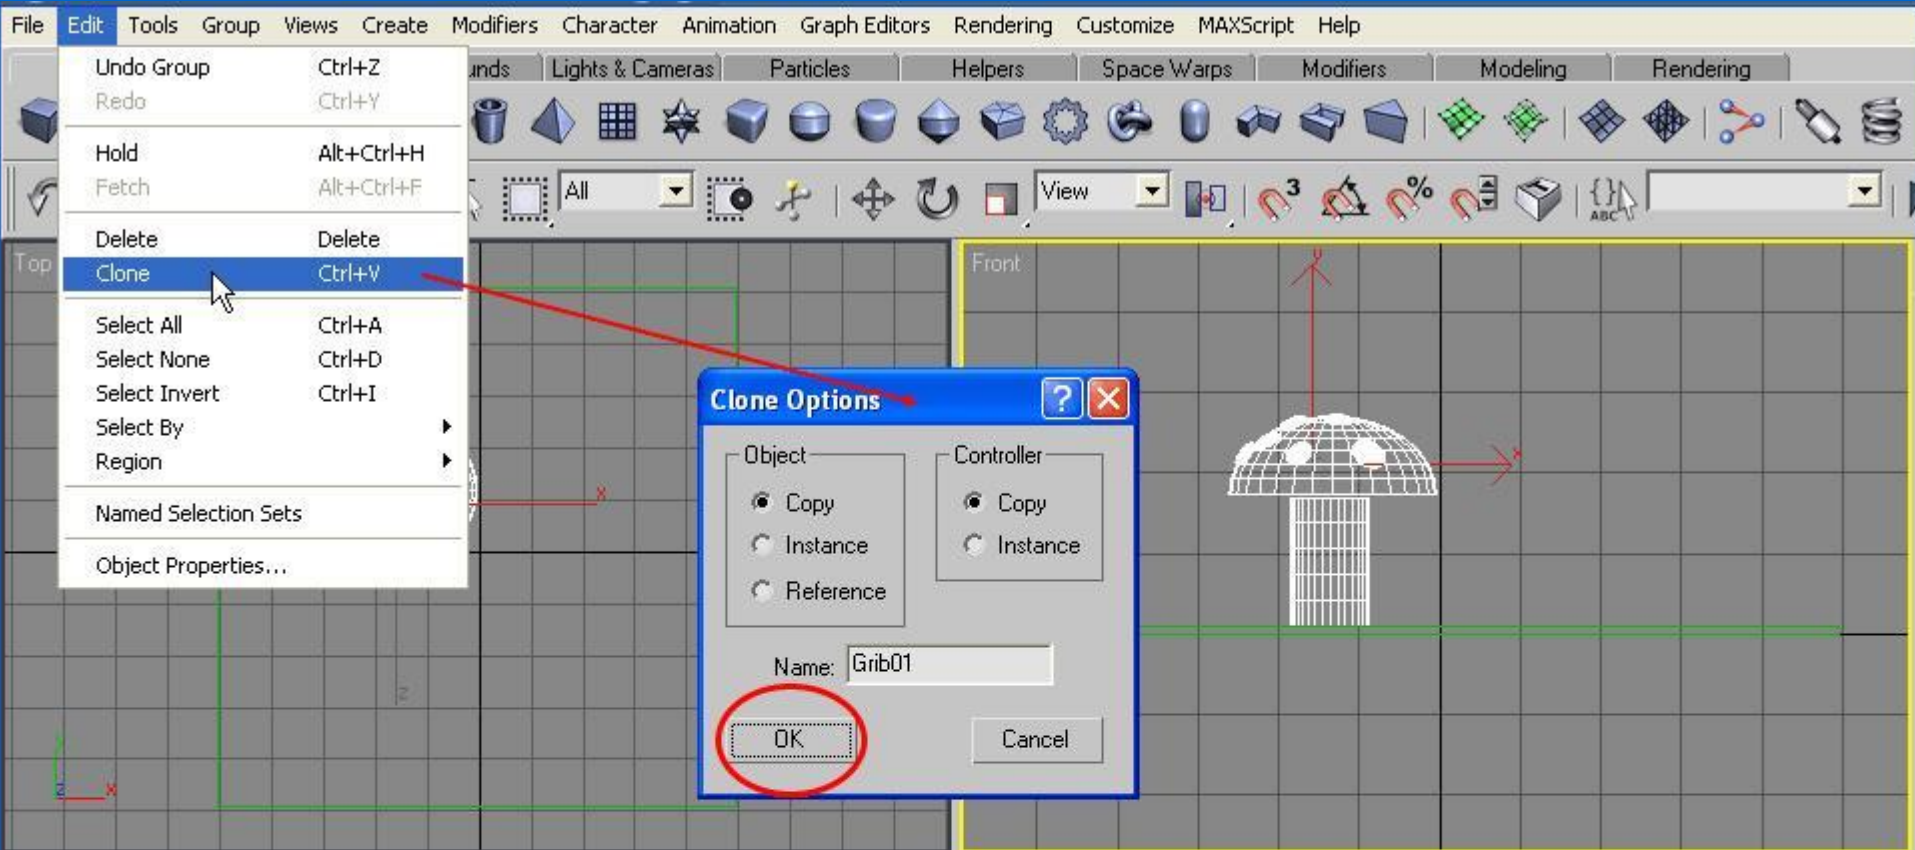 File Edit Tools Group Views Create Modifiers Character Animation Graph Editors Rendering Customize MAXScript Help
Lights & Cameras Particles Helpers Space Warps Modifiers Modeling Rendering
Undo Group Ctrl+Z
Redo Ctrl+Y
Hold Alt+Ctrl+H
Fetch Alt+Ctrl+F
Delete Delete
Clone Ctrl+V
Select All Ctrl+A
Select None Ctrl+D
Select Invert Ctrl+I
Select By
Region
Named Selection Sets
Object Properties...
All
View
3
%
{} ABC
Top
x
z
y
z x
Front
y
x
Clone Options ?
Object
Copy
Instance
Reference
Controller
Copy
Instance
Name: Grib01
OK Cancel